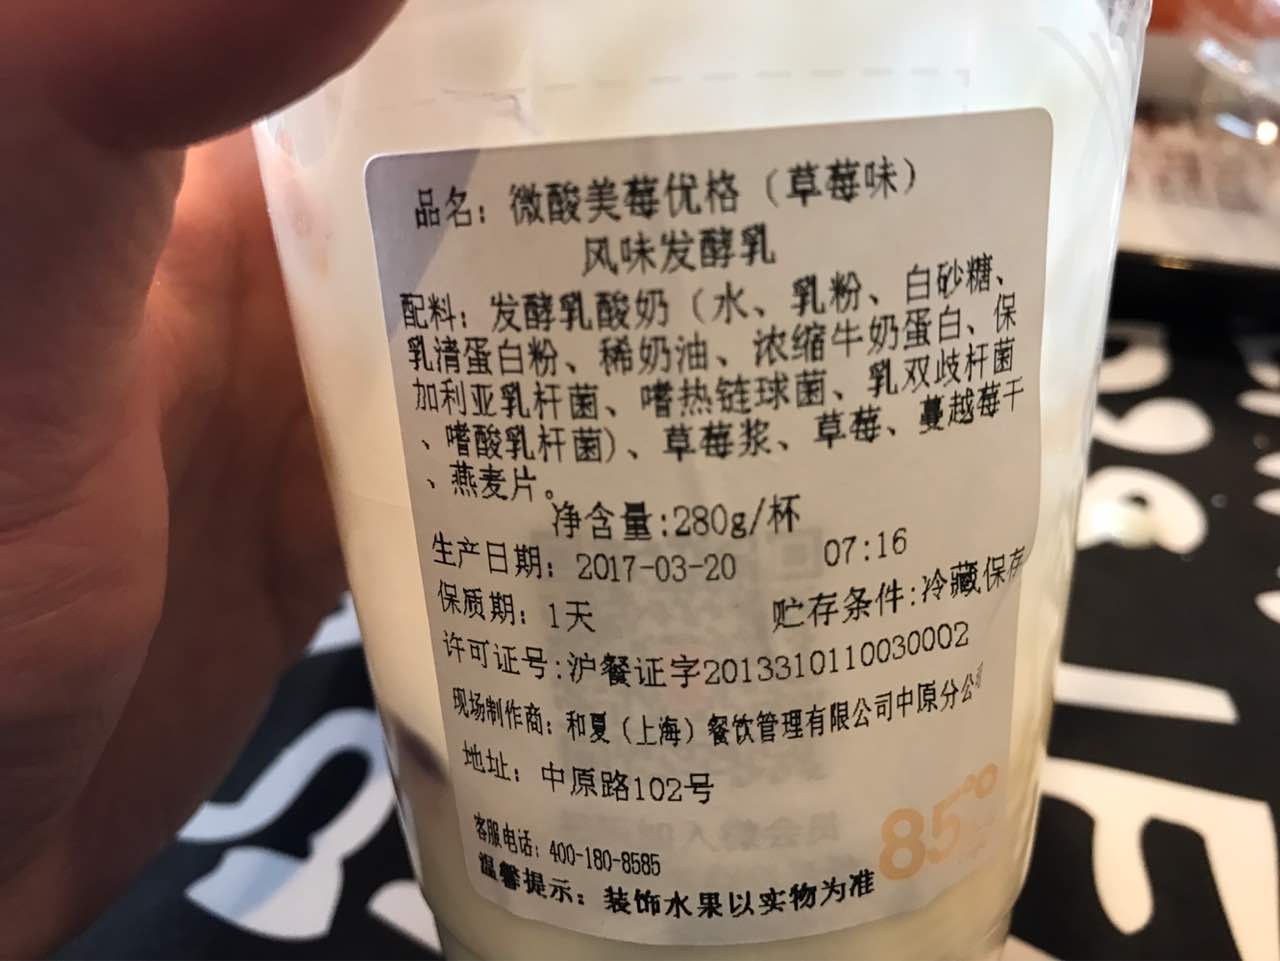 品名：微酸美莓优格（草莓味）
风味发酵乳
配料：发酵乳酸奶（水、乳粉、白砂糖、
乳清蛋白粉、稀奶油、浓缩牛奶蛋白、保
加利亚乳杆菌、嗜热链球菌、乳双歧杆菌
、嗜酸乳杆菌）、草莓浆、草莓、蔓越莓干
、燕麦片。
净含量:280g/杯
生产日期：2017-03-20 07:16
保质期：1天 贮存条件:冷藏保存
许可证号:沪餐证字2013310110030002
现场制作商：和夏（上海）餐饮管理有限公司中原分公司
地址：中原路102号
客服电话：400-180-8585
温馨提示：装饰水果以实物为准
85°